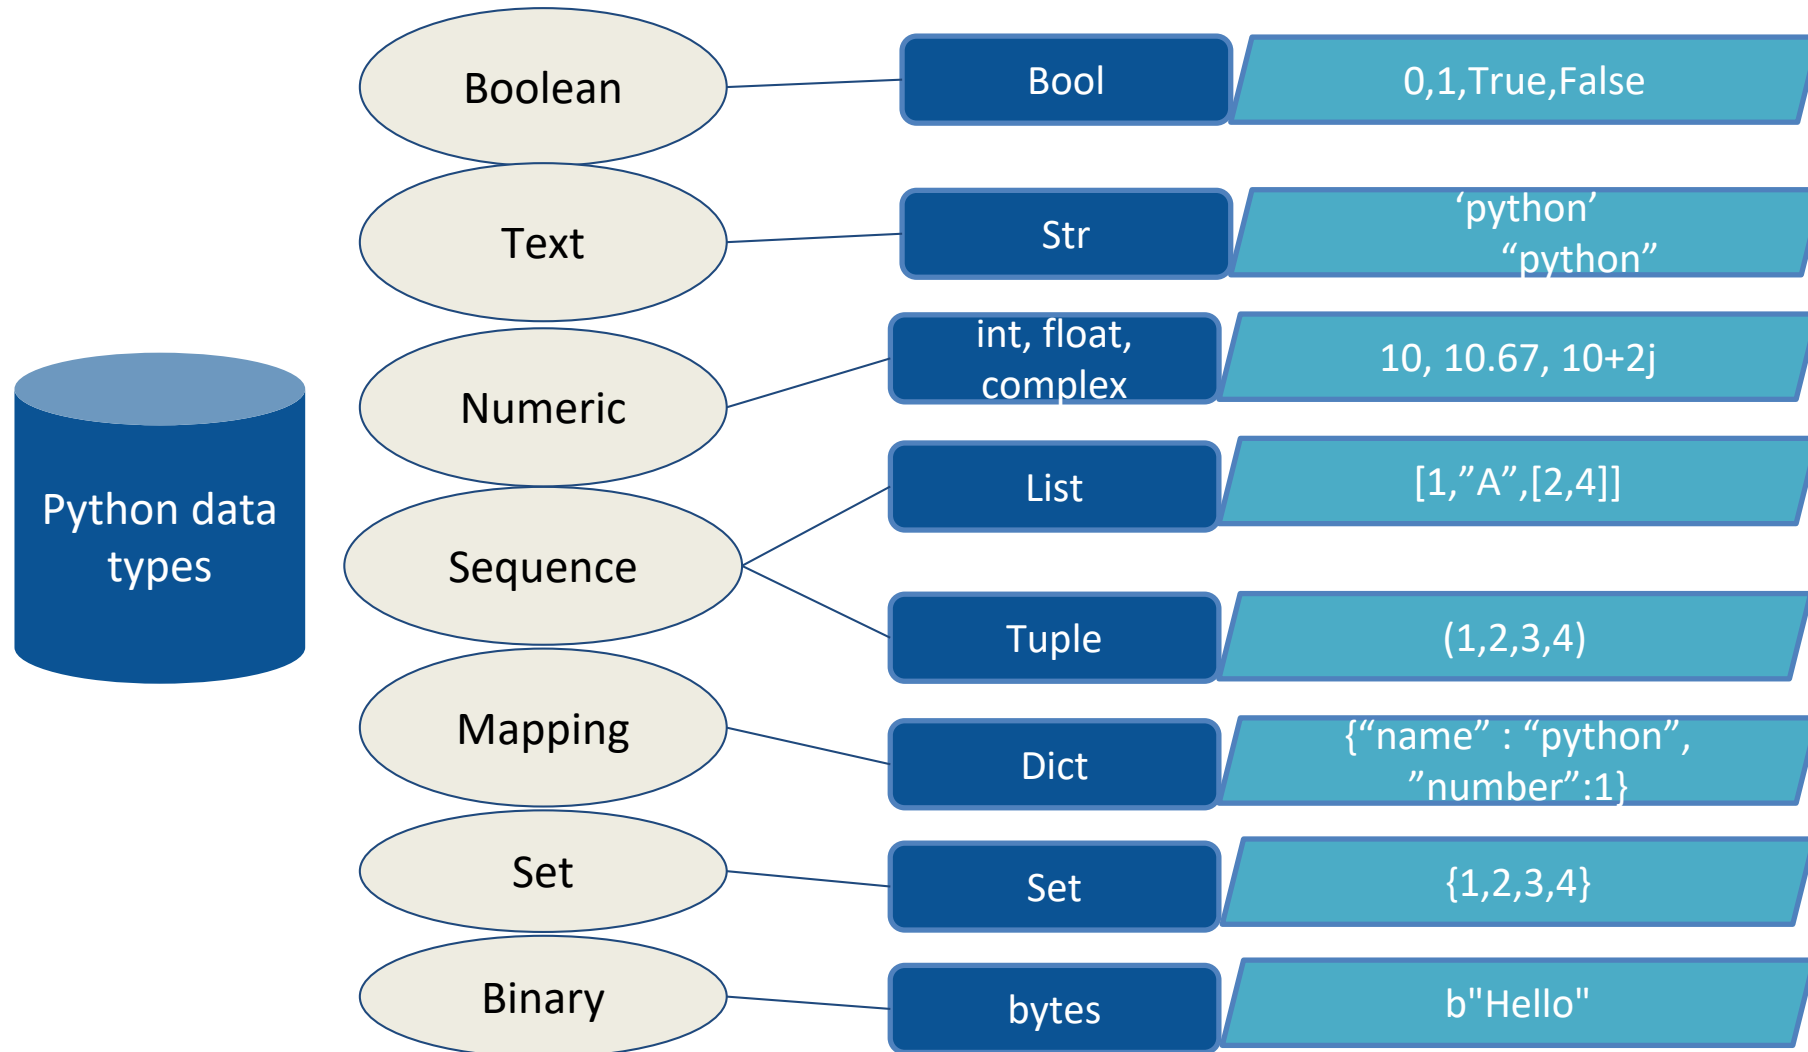 Python data
types
Boolean
Bool
0,1,True,False
Text
Str
‘python’
“python”
Numeric
int, float,
complex
10, 10.67, 10+2j
Sequence
List
[1,”A”,[2,4]]
Tuple
(1,2,3,4)
Mapping
Dict
{“name” : “python”,
”number”:1}
Set
Set
{1,2,3,4}
Binary
bytes
b"Hello"